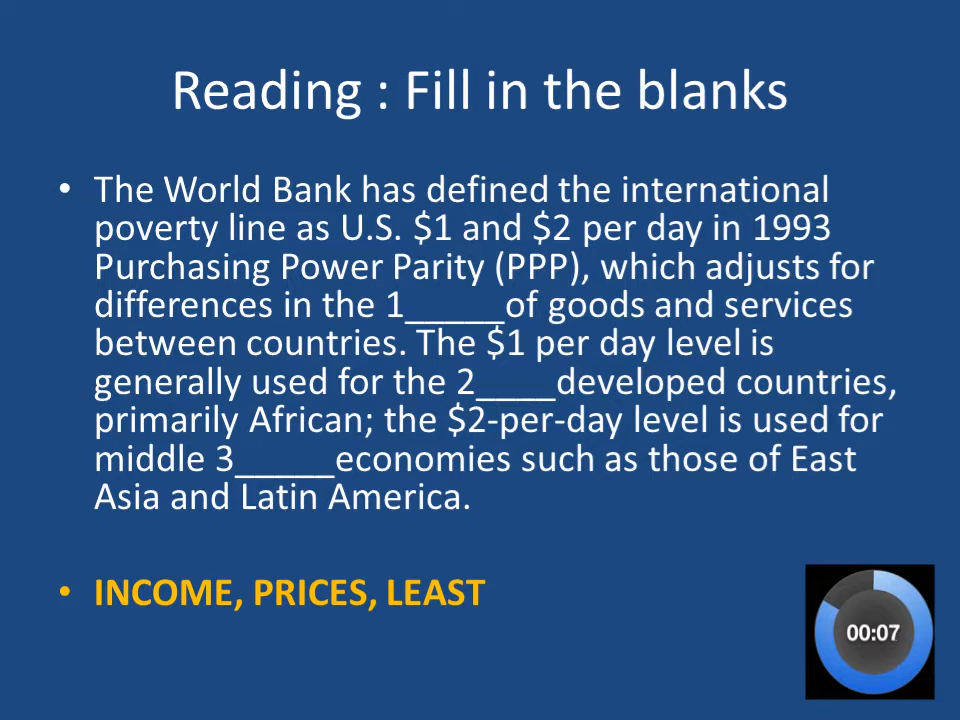 Reading : Fill in the blanks
• The World Bank has defined the international
poverty line as U.S. $1 and $2 per day in 1993
Purchasing Power Parity (PPP), which adjusts for
differences in the 1_____of goods and services
between countries. The $1 per day level is
generally used for the 2____developed countries,
primarily African; the $2-per-day level is used for
middle 3_____economies such as those of East
Asia and Latin America.
• INCOME, PRICES, LEAST
00:07